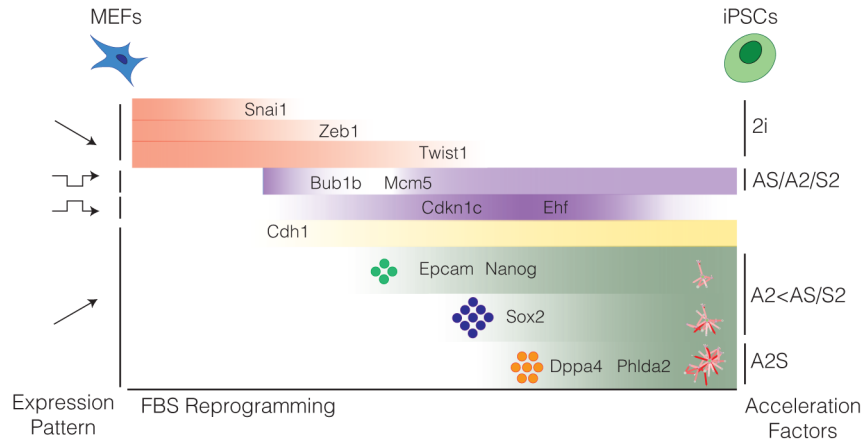 MEFs
iPSCs
Snai1
Zeb1
Twist1
2i
Bub1b Mcm5
AS/A2/S2
Cdkn1c Ehf
Cdh1
Epcam Nanog
A2<AS/S2
Sox2
Dppa4 Phlda2
A2S
Expression
Pattern
FBS Reprogramming
Acceleration
Factors